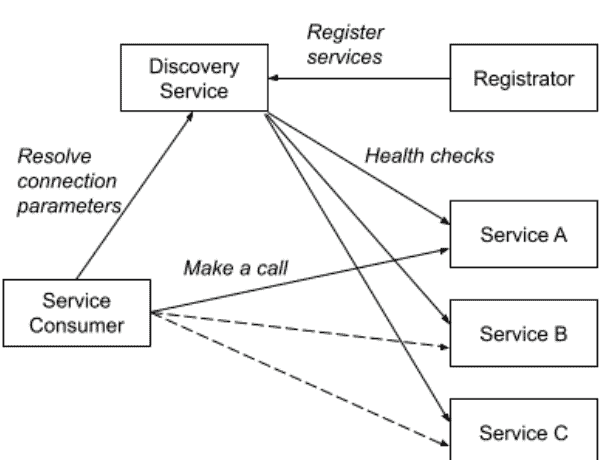 Register
services
Discovery
Service
Registrator
Resolve
connection
parameters
Health checks
Service A
Make a call
Service
Consumer
Service B
Service C